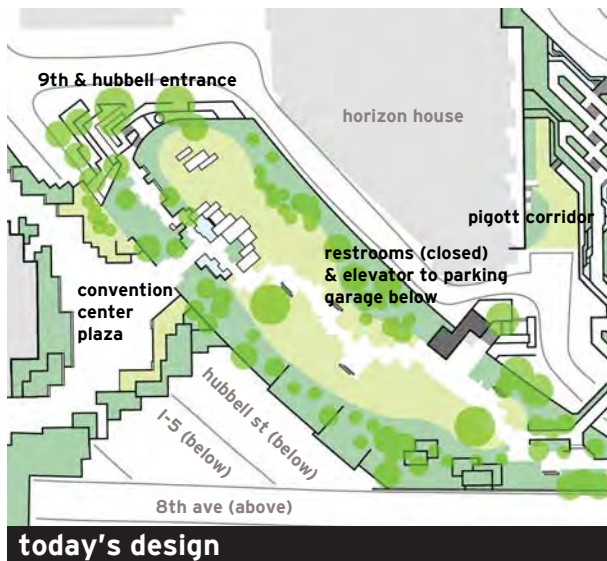 9th & hubbell entrance
horizon house
pigott corridor
restrooms (closed)
& elevator to parking
garage below
convention
center
plaza
hubbell st (below)
I-5 (below)
8th ave (above)
today's design